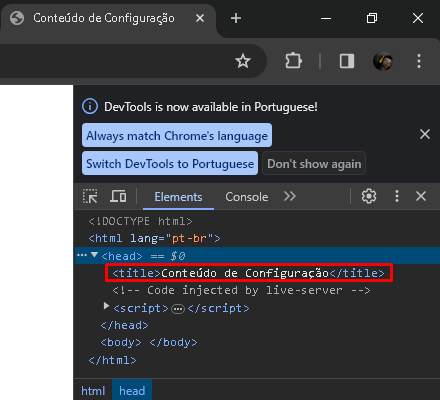 Conteúdo de Configuração
DevTools is now available in Portuguese!
Always match Chrome's language
Switch DevTools to Portuguese Don't show again
Elements Console
<!DOCTYPE html>
<html lang="pt-br">
<head> == $0
<title>Conteúdo de Configuração</title>
<!-- Code injected by live-server -->
<script>…</script>
</head>
<body> </body>
</html>
html head